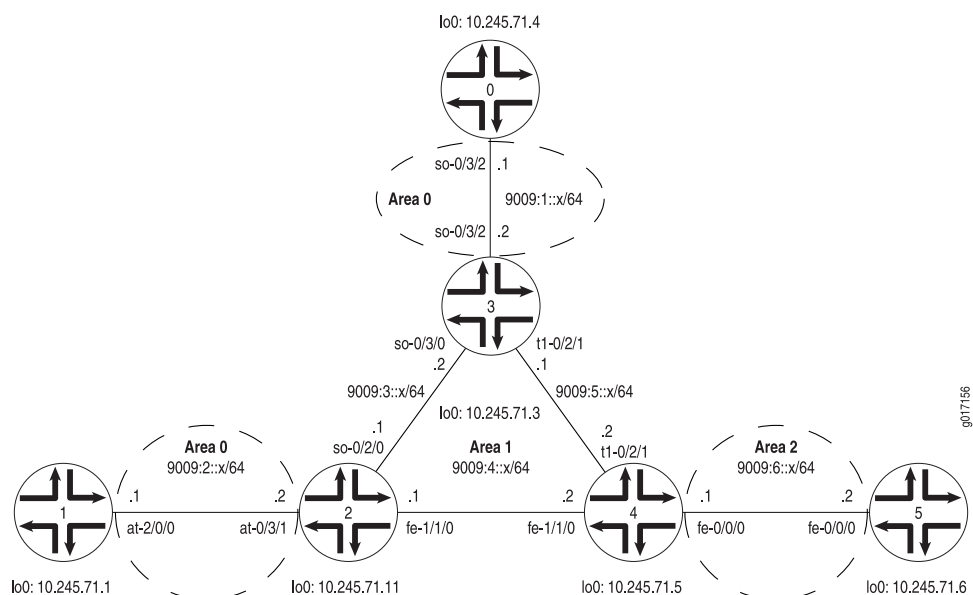 lo0: 10.245.71.4
0
so-0/3/2 .1
Area 0 9009:1::x/64
so-0/3/2 .2
3
so-0/3/0 t1-0/2/1
.2 .1
9009:3::x/64 9009:5::x/64
lo0: 10.245.71.3
.1 .2
so-0/2/0 t1-0/2/1
Area 0 Area 1 Area 2
9009:2::x/64 9009:4::x/64 9009:6::x/64
.1 .2 .1 .2 .1 .2
1 2 4 5
at-2/0/0 at-0/3/1 fe-1/1/0 fe-1/1/0 fe-0/0/0 fe-0/0/0
lo0: 10.245.71.1 lo0: 10.245.71.11 lo0: 10.245.71.5 lo0: 10.245.71.6
g017156